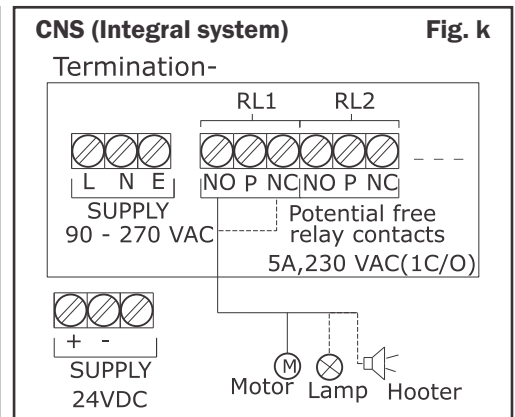 CNS (Integral system) Fig. k
Termination-
RL1 RL2
L N E NO P NC NO P NC
SUPPLY
90 - 270 VAC
Potential free
relay contacts
5A,230 VAC(1C/O)
+ -
SUPPLY
24VDC
M
Motor Lamp Hooter